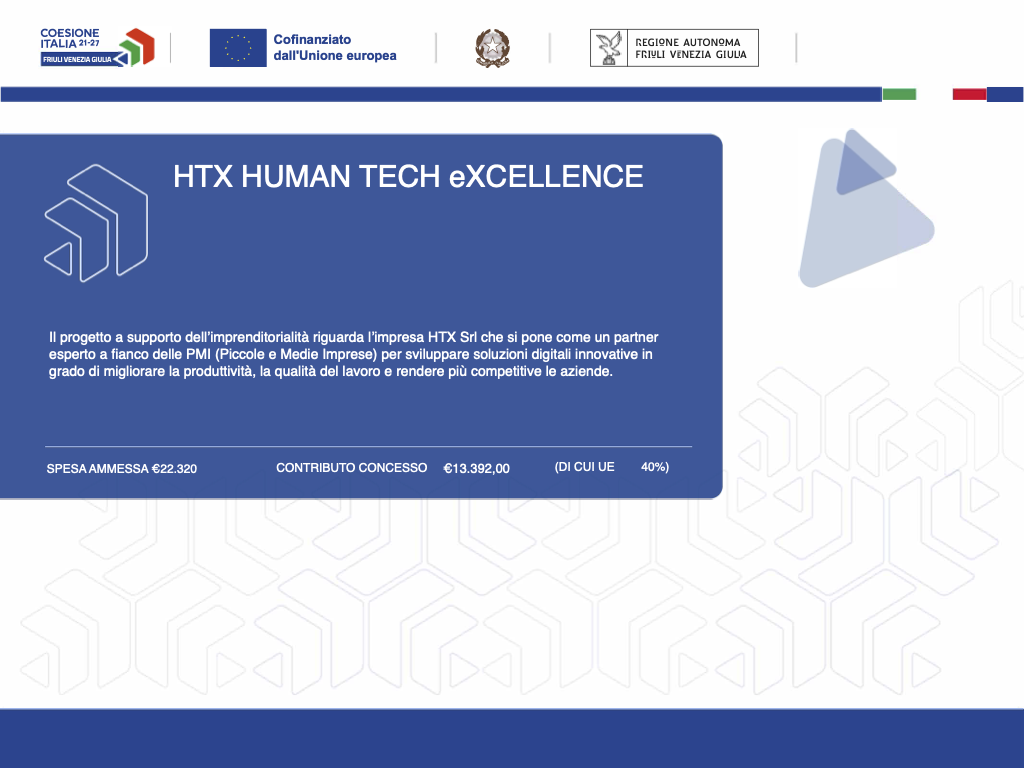 COESIONE
ITALIA 21-27
FRIULI VENEZIA GIULIA
Cofinanziato
dall'Unione europea
REGIONE AUTONOMA
FRIULI VENEZIA GIULIA
HTX HUMAN TECH eXCELLENCE
Il progetto a supporto dell'imprenditorialità riguarda l'impresa HTX Srl che si pone come un partner
esperto a fianco delle PMI (Piccole e Medie Imprese) per sviluppare soluzioni digitali innovative in
grado di migliorare la produttività, la qualità del lavoro e rendere più competitive le aziende.
SPESA AMMESSA €22.320 CONTRIBUTO CONCESSO €13.392,00 (DI CUI UE 40%)